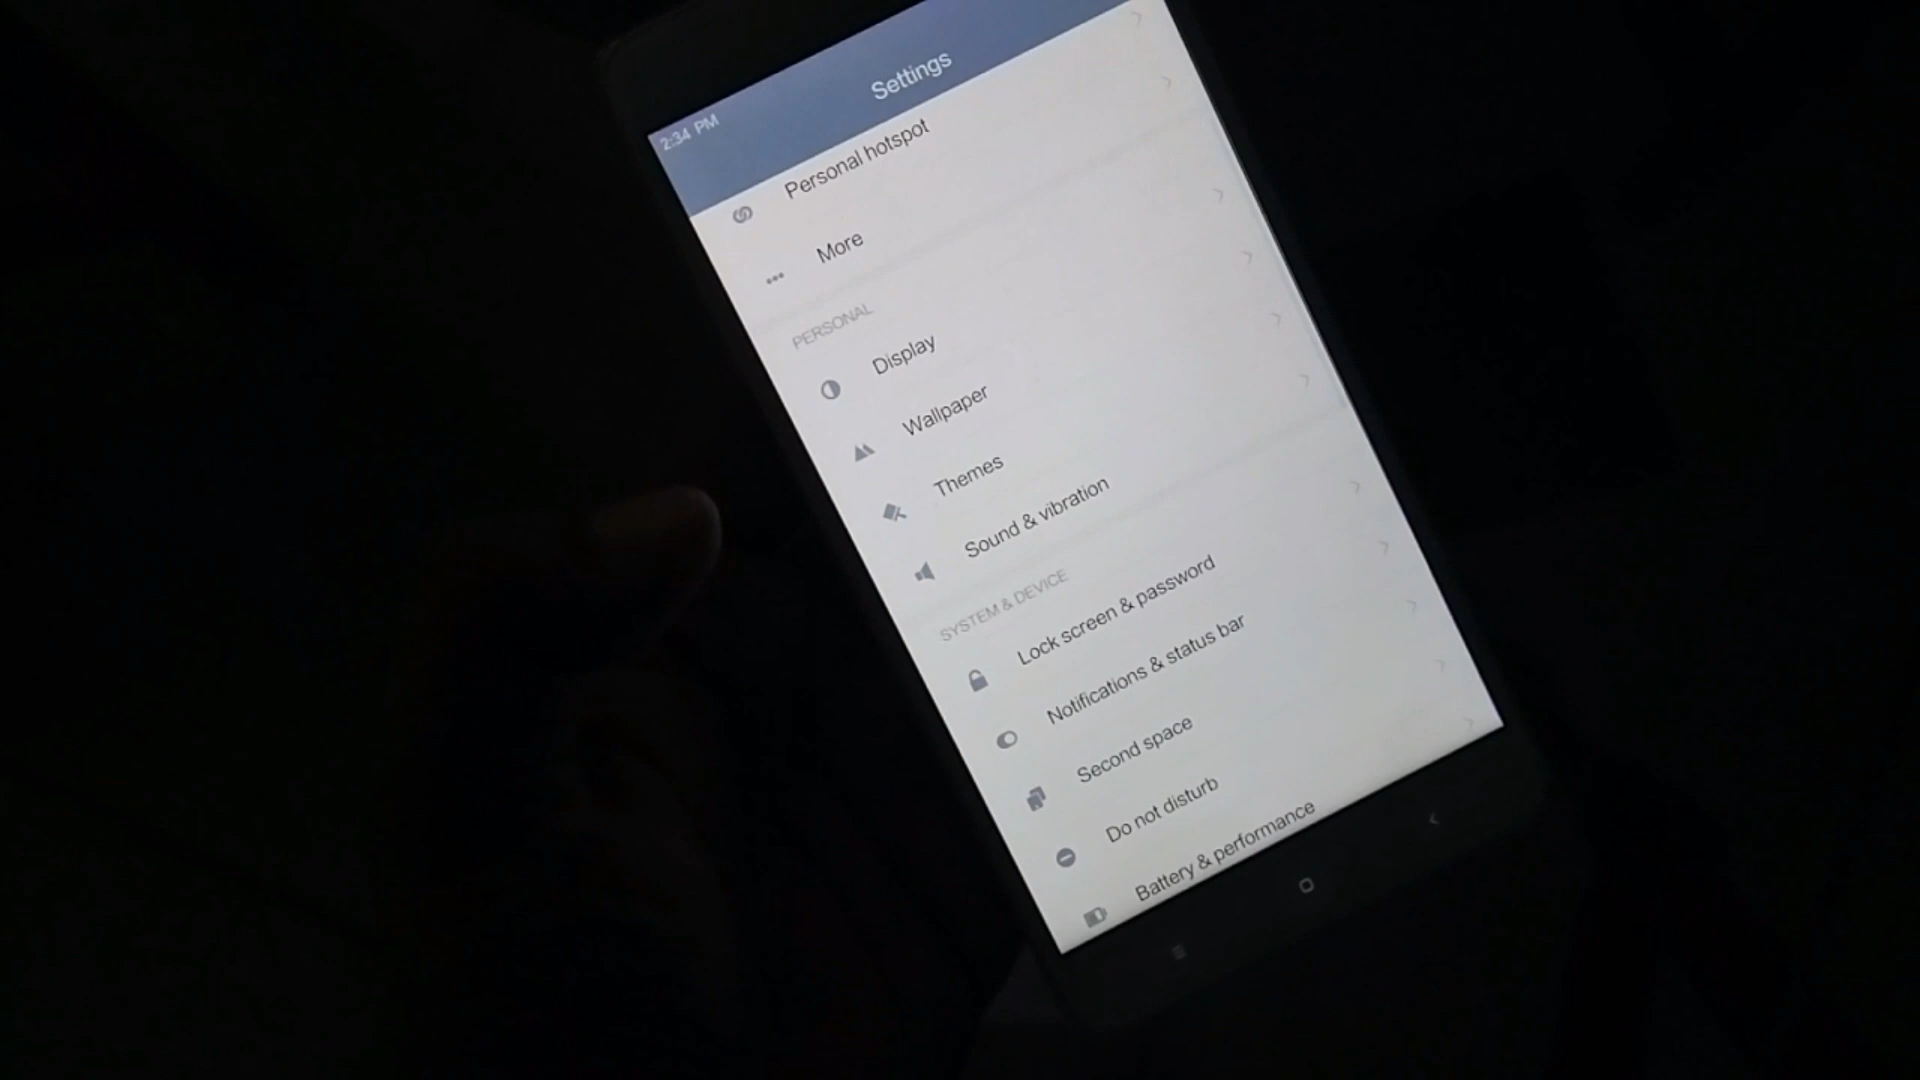 2:34 PM
Settings
Personal hotspot
More
PERSONAL
Display
Wallpaper
Themes
Sound & vibration
SYSTEM & DEVICE
Lock screen & password
Notifications & status bar
Second space
Do not disturb
Battery & performance